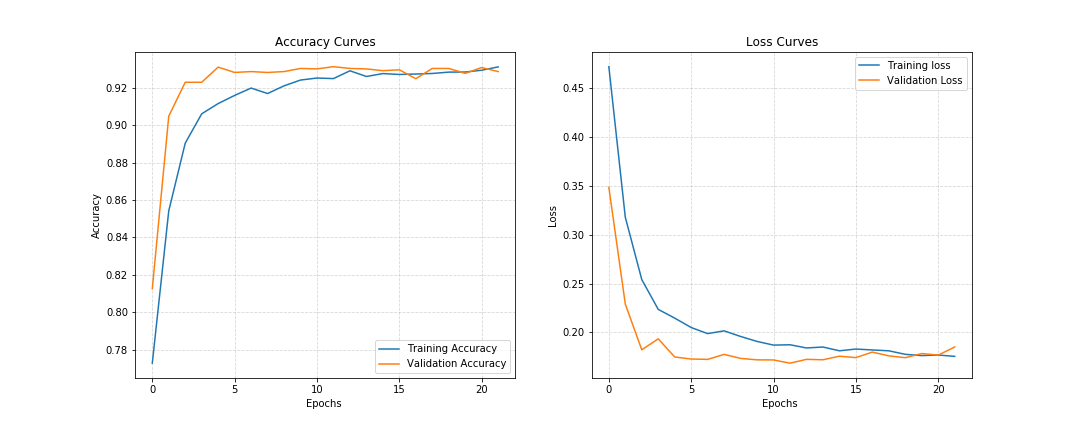 Accuracy Curves
Accuracy
0.92
0.90
0.88
0.86
0.84
0.82
0.80
0.78
0 5 10 15 20
Epochs
Training Accuracy
Validation Accuracy
Loss Curves
Loss
0.45
0.40
0.35
0.30
0.25
0.20
0 5 10 15 20
Epochs
Training loss
Validation Loss